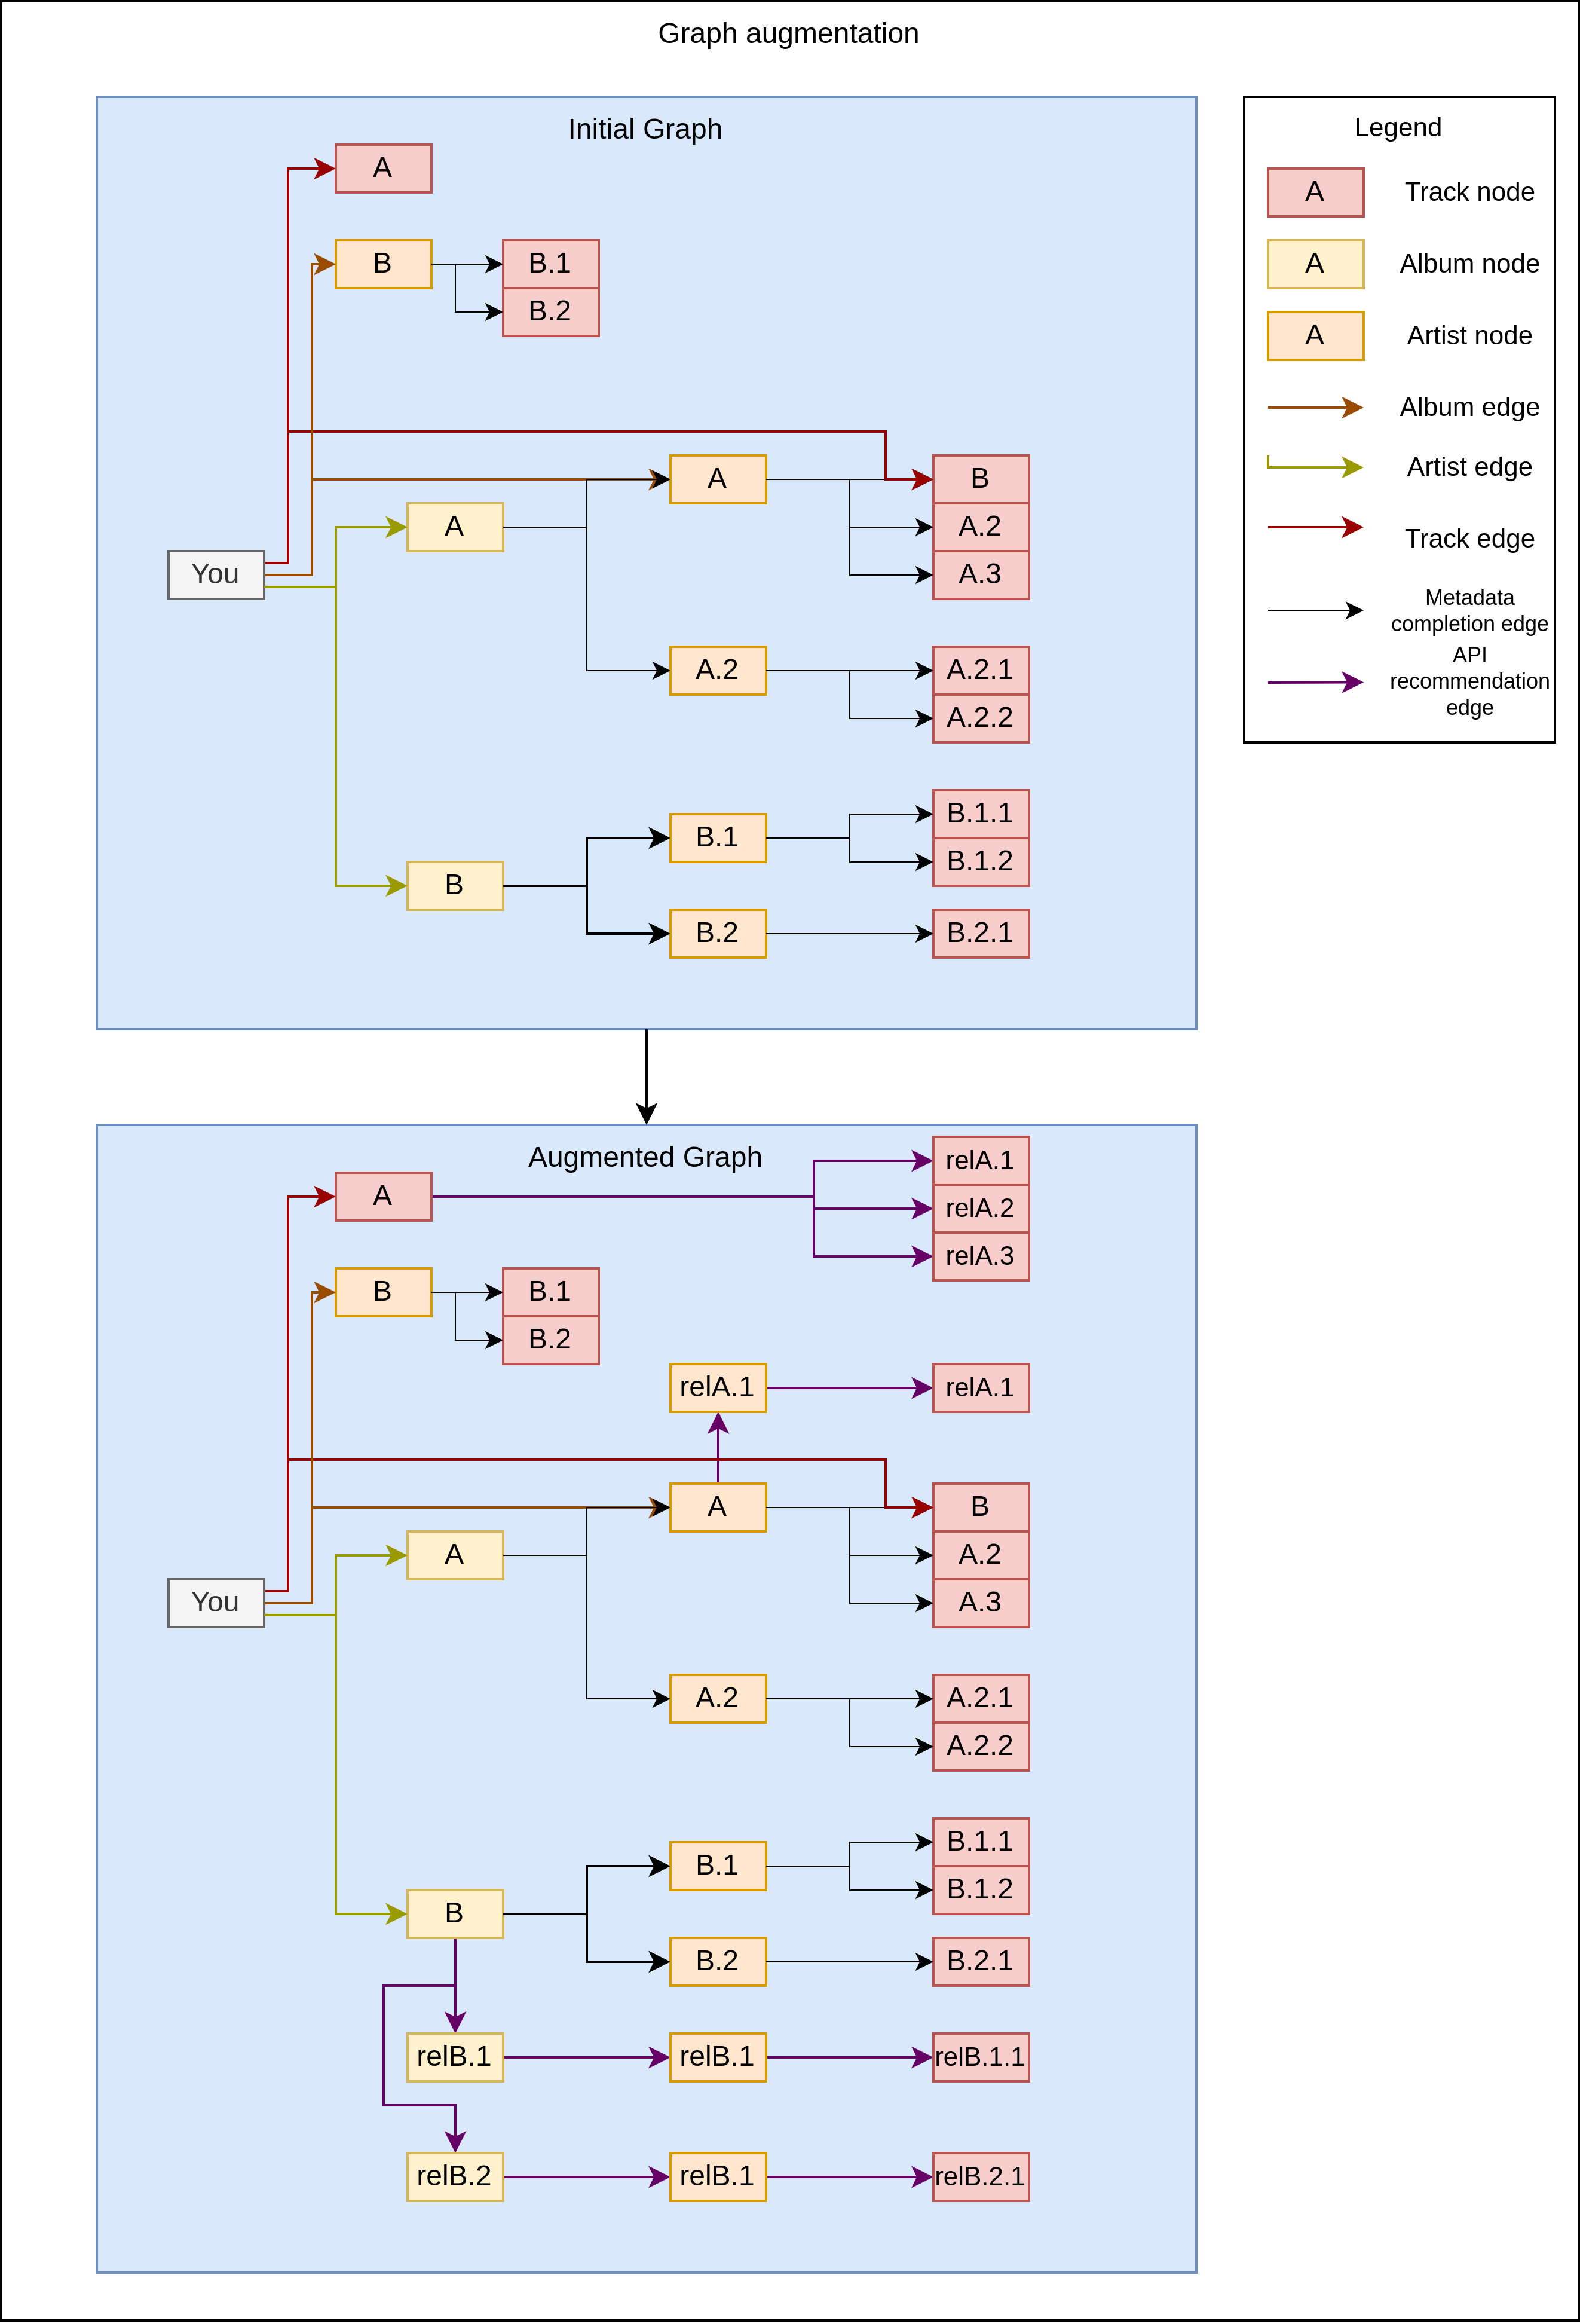 Graph augmentation
Initial Graph
A
B
B.1
B.2
A
B
A
A.2
You
A.3
A.2
A.2.1
A.2.2
B.1.1
B.1
B.1.2
B
B.2
B.2.1
Legend
A
Track node
A
Album node
A
Artist node
Album edge
Artist edge
Track edge
Metadata
completion edge
API
recommendation
edge
Augmented Graph
relA.1
A
relA.2
relA.3
B
B.1
B.2
relA.1
relA.1
A
B
A
A.2
You
A.3
A.2
A.2.1
A.2.2
B.1.1
B.1
B.1.2
B
B.2
B.2.1
relB.1
relB.1
relB.1.1
relB.2
relB.1
relB.2.1